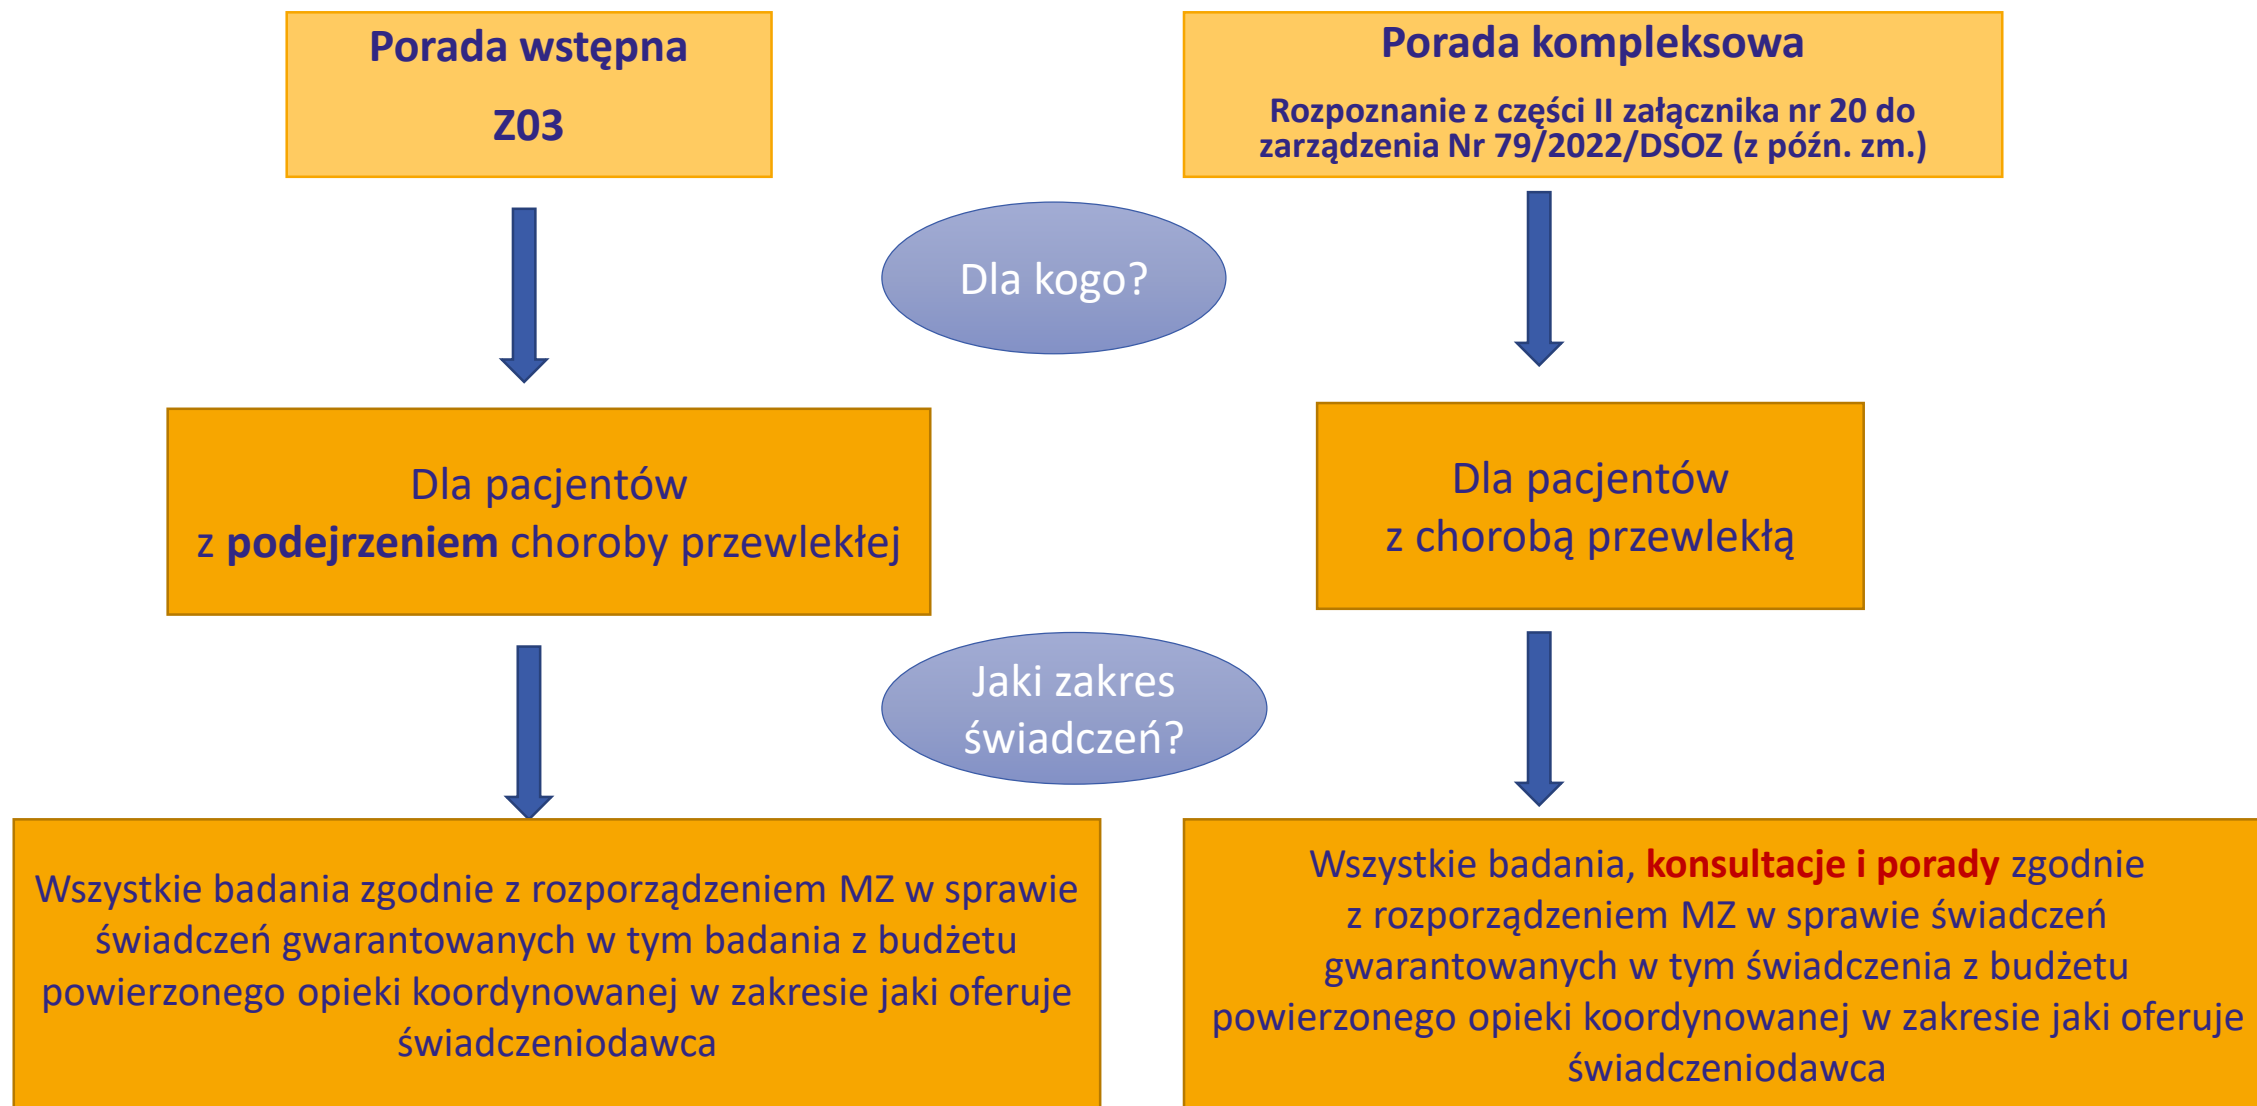 Porada wstępna
Z03
Porada kompleksowa
Rozpoznanie z części II załącznika nr 20 do
zarządzenia Nr 79/2022/DSOZ (z późn. zm.)
Dla kogo?
Dla pacjentów
z podejrzeniem choroby przewlekłej
Dla pacjentów
z chorobą przewlekłą
Jaki zakres
świadczeń?
Wszystkie badania zgodnie z rozporządzeniem MZ w sprawie
świadczeń gwarantowanych w tym badania z budżetu
powierzonego opieki koordynowanej w zakresie jaki oferuje
świadczeniodawca
Wszystkie badania, konsultacje i porady zgodnie
z rozporządzeniem MZ w sprawie świadczeń
gwarantowanych w tym świadczenia z budżetu
powierzonego opieki koordynowanej w zakresie jaki oferuje
świadczeniodawca